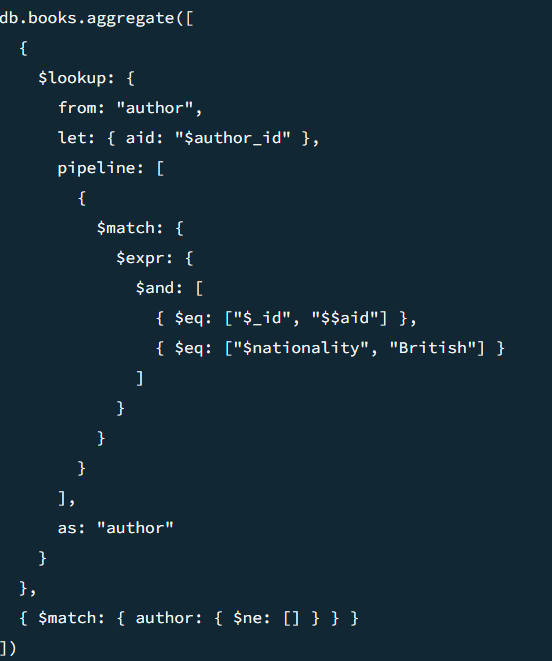 db.books.aggregate([
  {
    $lookup: {
      from: "author",
      let: { aid: "$author_id" },
      pipeline: [
        {
          $match: {
            $expr: {
              $and: [
                { $eq: ["$_id", "$$aid"] },
                { $eq: ["$nationality", "British"] }
              ]
            }
          }
        }
      ],
      as: "author"
    }
  },
  { $match: { author: { $ne: [] } } }
])